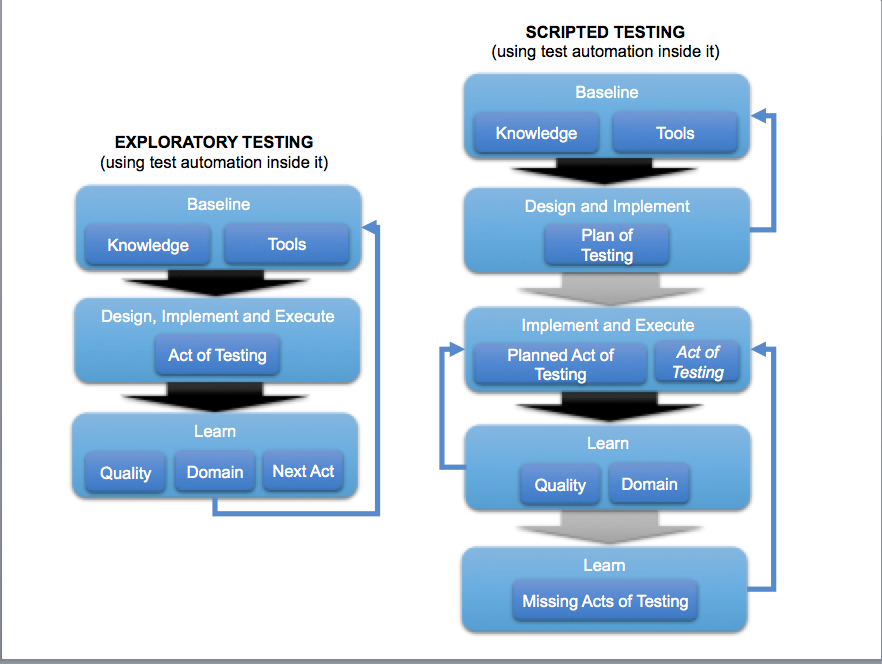 EXPLORATORY TESTING
(using test automation inside it)
Baseline
Knowledge
Tools
Design, Implement and Execute
Act of Testing
Learn
Quality
Domain
Next Act
SCRIPTED TESTING
(using test automation inside it)
Baseline
Knowledge
Tools
Design and Implement
Plan of
Testing
Implement and Execute
Planned Act of
Testing
Act of
Testing
Learn
Quality
Domain
Learn
Missing Acts of Testing